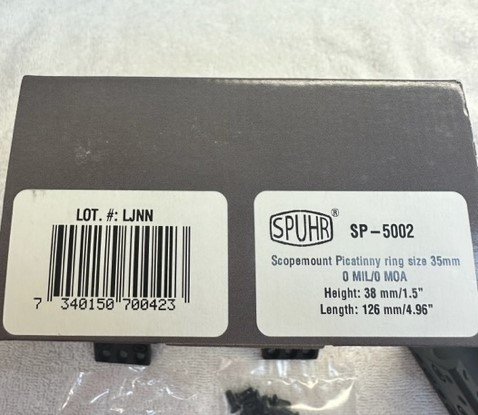 LOT. #: LJNN
7 340150 700423
SPUHR® SP-5002
Scopemount Picatinny ring size 35mm
0 MIL/0 MOA
Height: 38 mm/1.5"
Length: 126 mm/4.96"